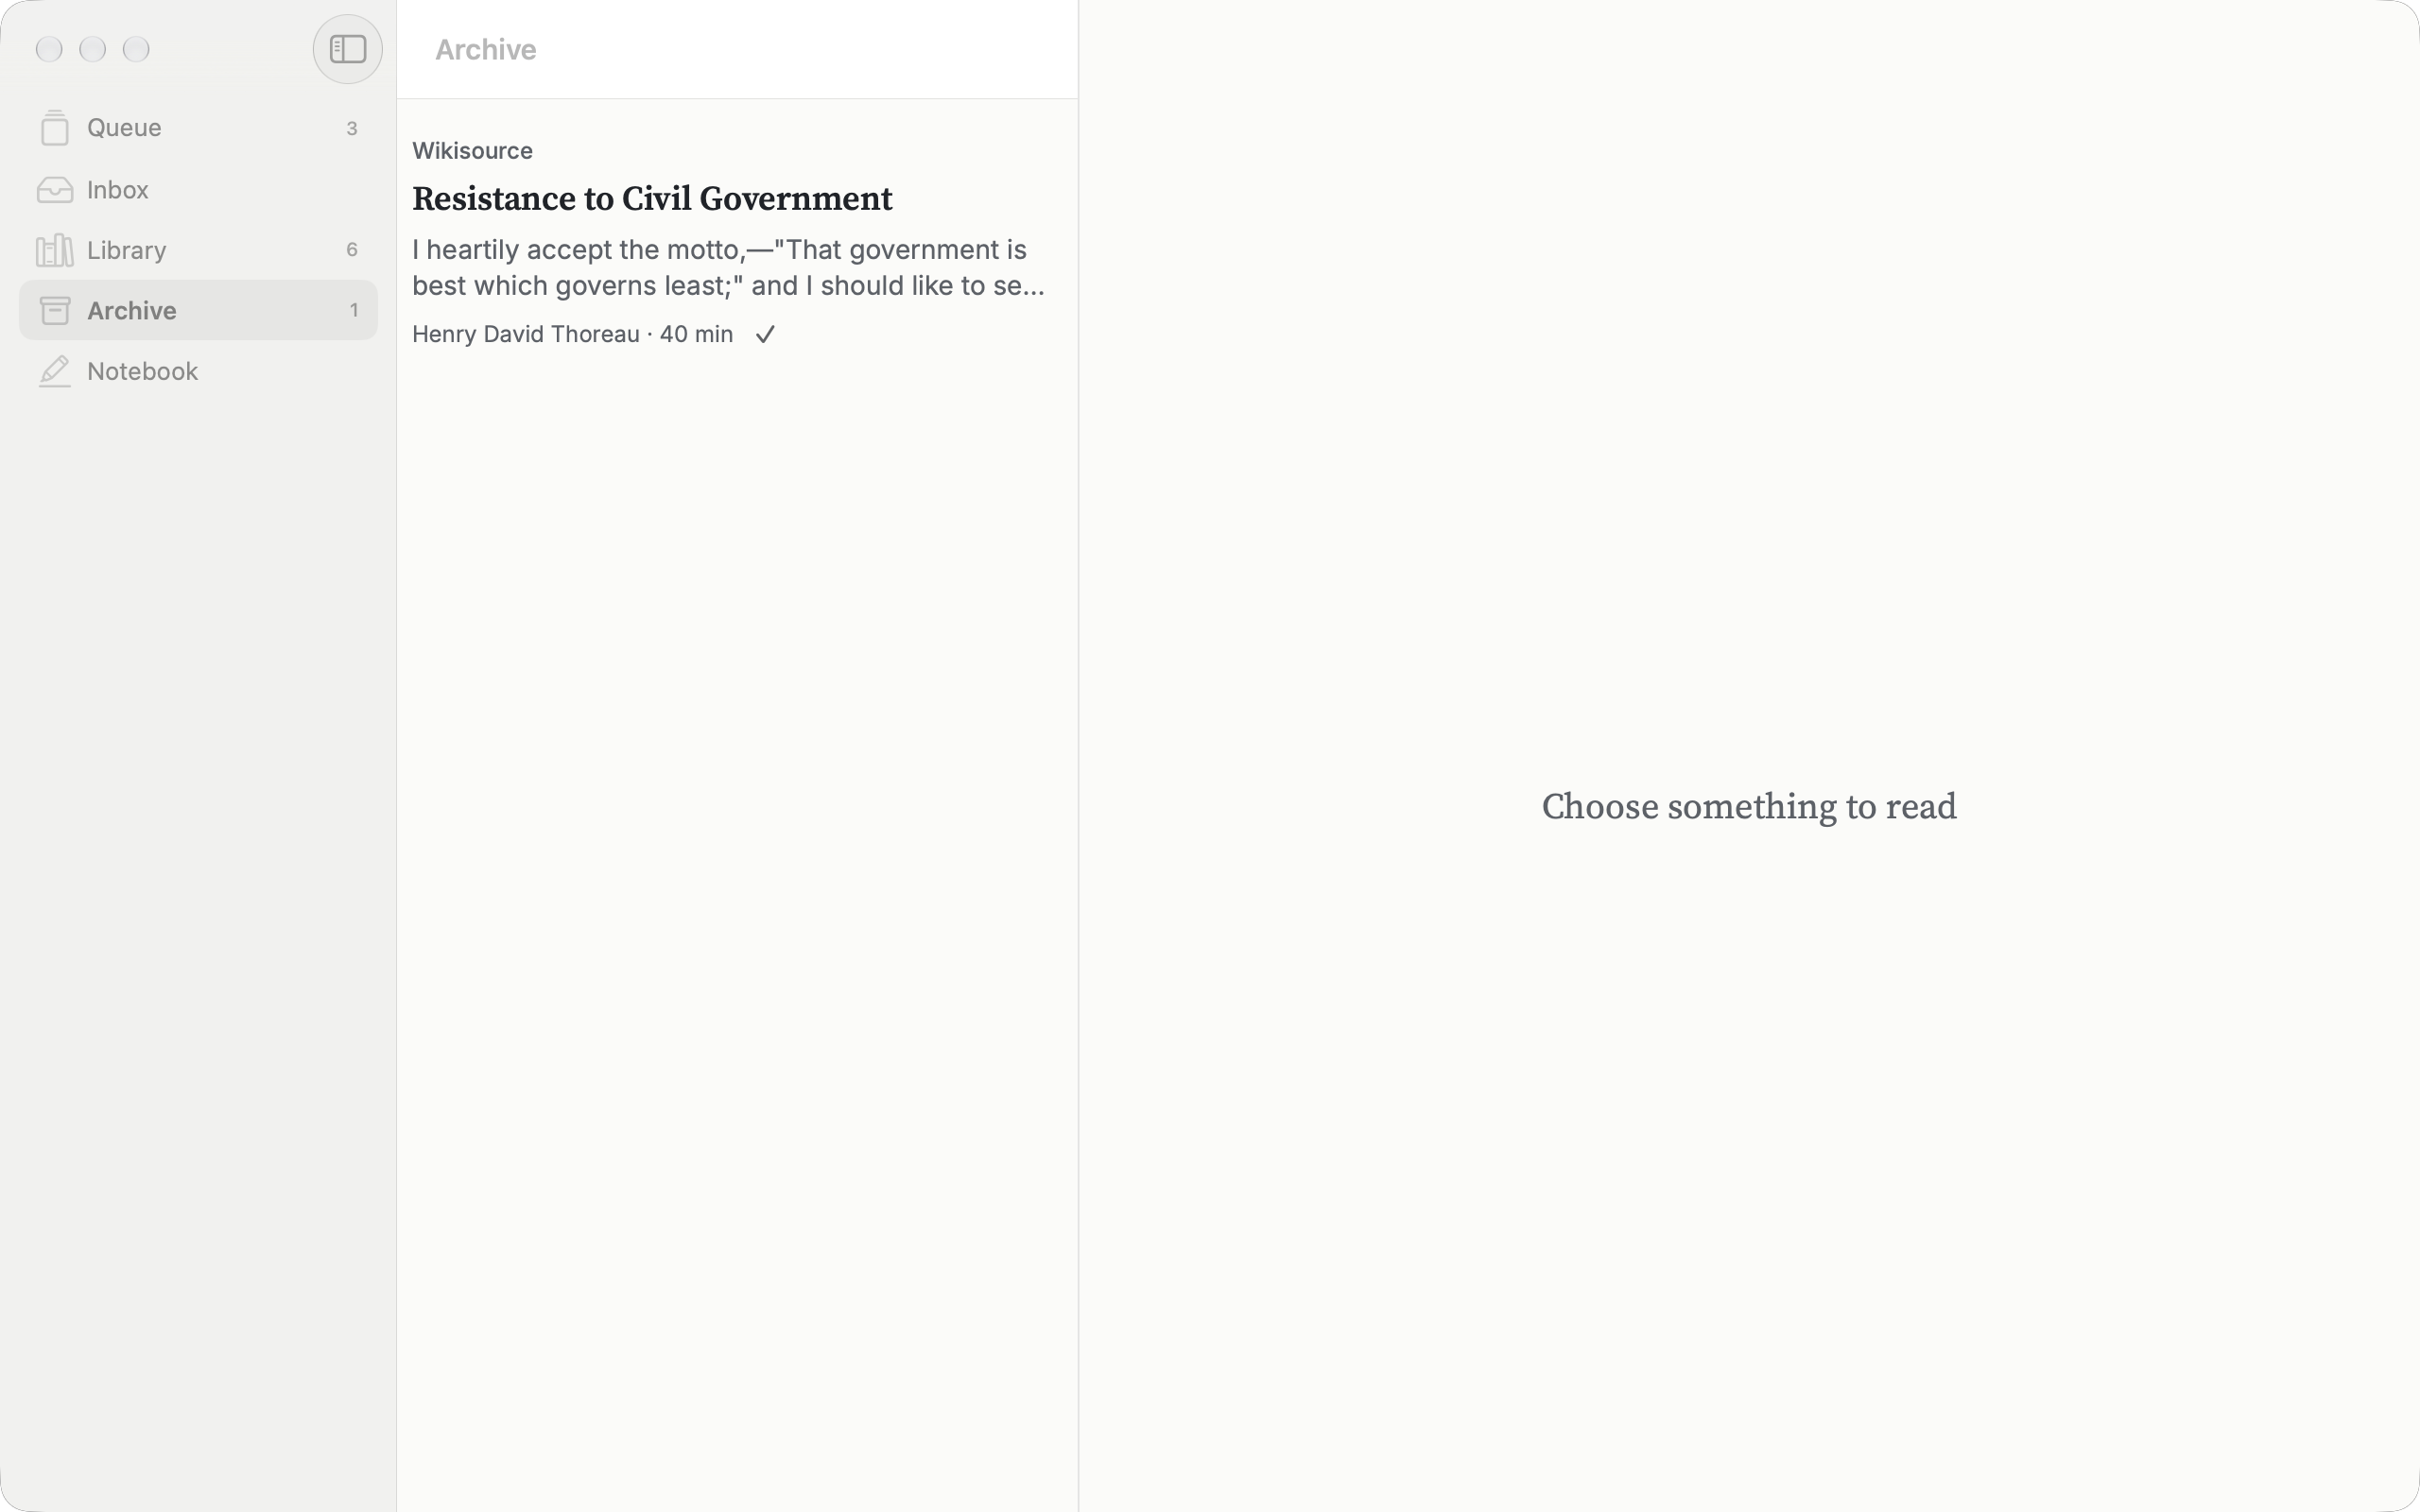 Queue 3
Inbox
Library 6
Archive 1
Notebook
Archive
Wikisource
Resistance to Civil Government
I heartily accept the motto,—"That government is
best which governs least;" and I should like to se...
Henry David Thoreau · 40 min ✓
Choose something to read